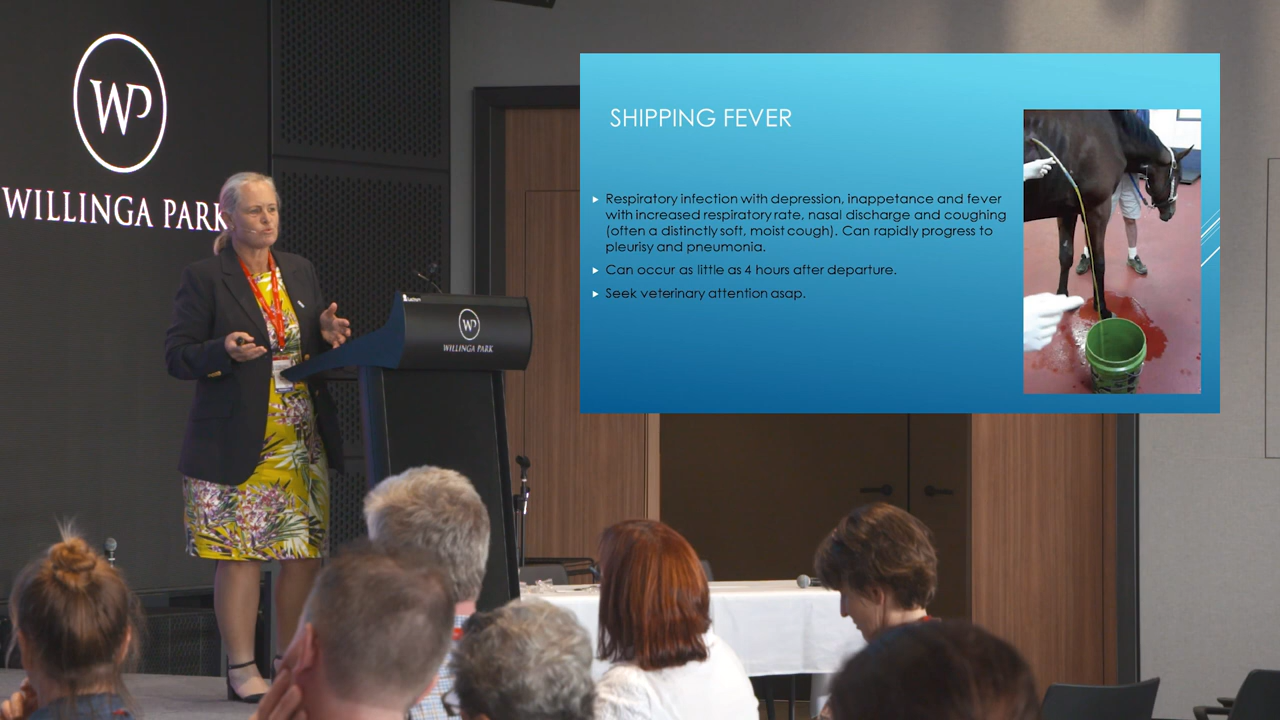 WP
WILLINGA PARK
WP
WILLINGA PARK
SHIPPING FEVER
Respiratory infection with depression, inappetance and fever
with increased respiratory rate, nasal discharge and coughing
(often a distinctly soft, moist cough). Can rapidly progress to
pleurisy and pneumonia.
Can occur as little as 4 hours after departure.
Seek veterinary attention asap.